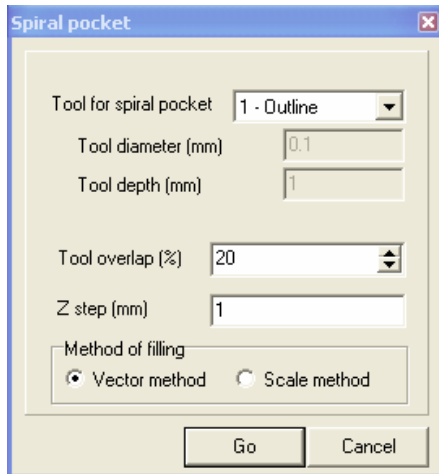 Spiral pocket
Tool for spiral pocket 1 - Outline
Tool diameter (mm) 0.1
Tool depth (mm) 1
Tool overlap (%) 20
Z step (mm) 1
Method of filling
Vector method Scale method
Go Cancel